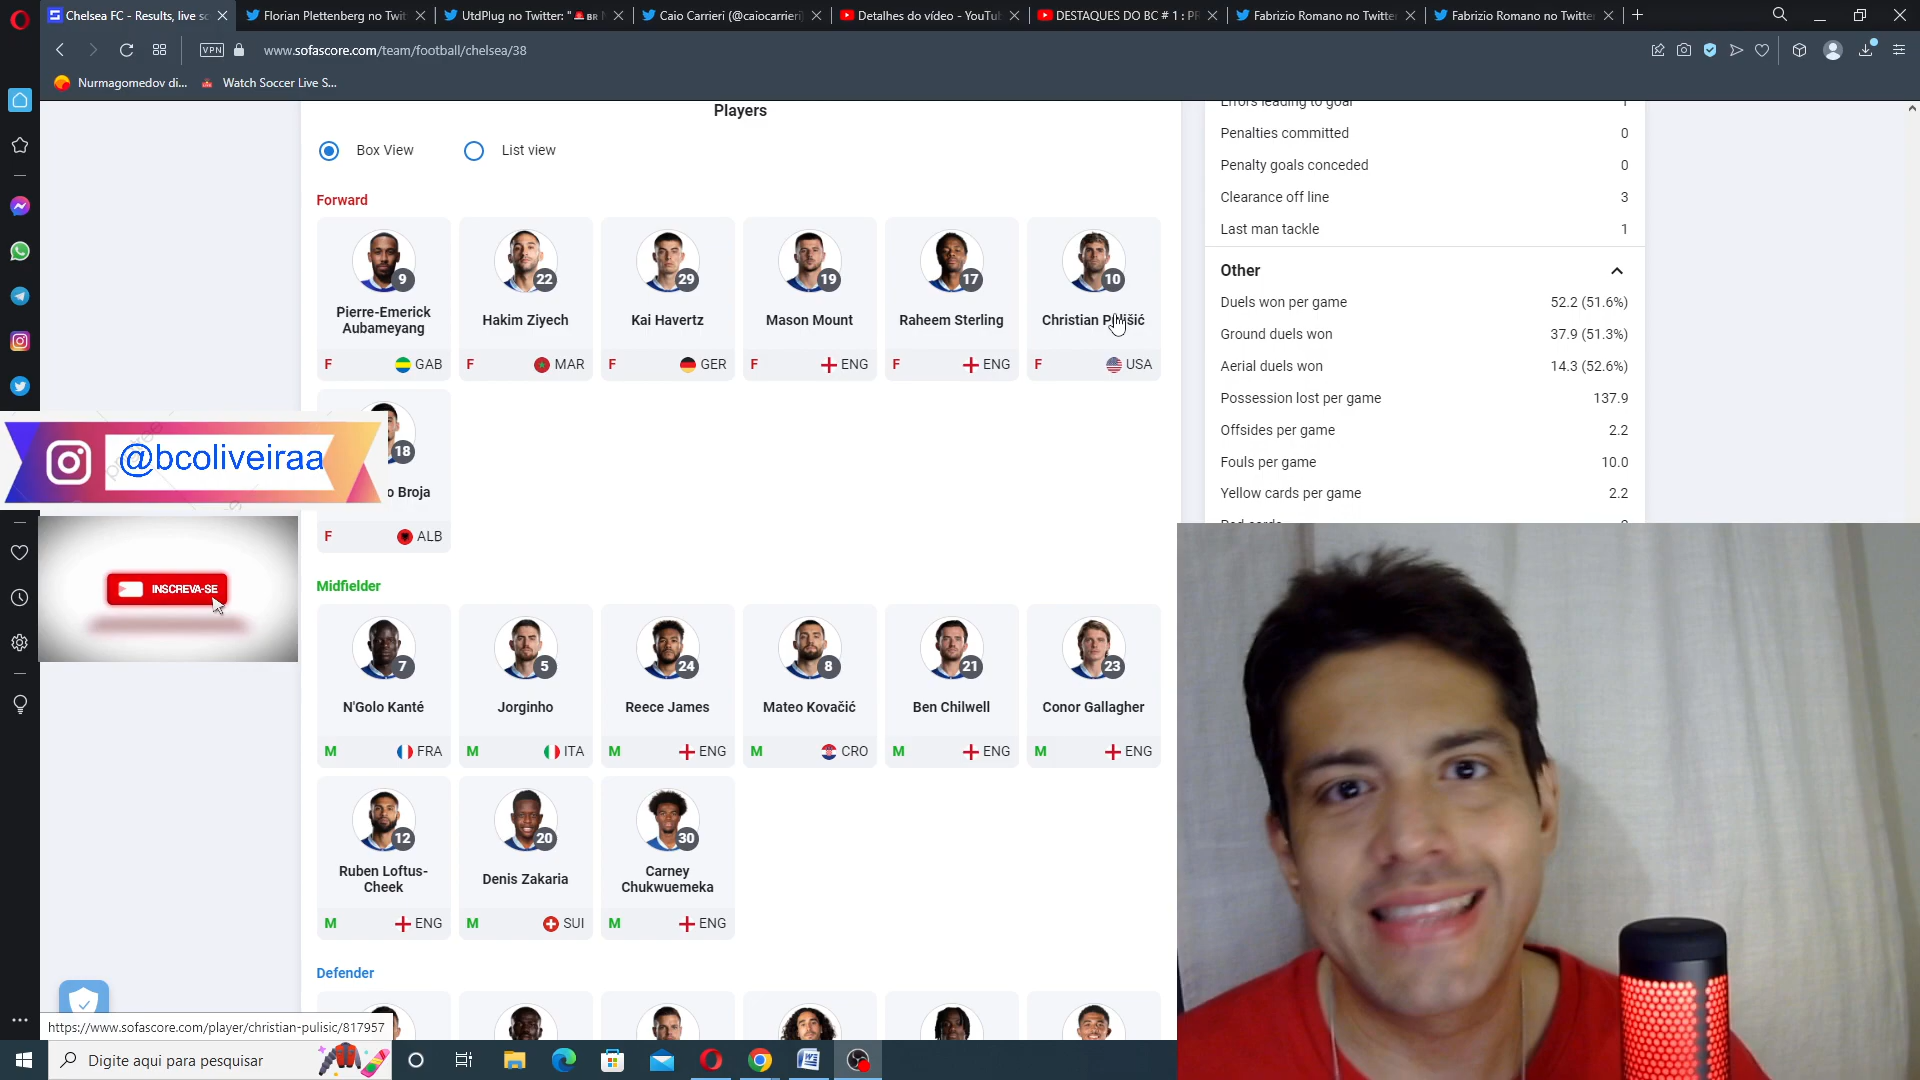 Chelsea FC - Results, live sc
Florian Plettenberg no Twit
UtdPlug no Twitter: "
Caio Carrieri (@caiocarrieri
Detalhes do vídeo - YouTu
DESTAQUES DO BC # 1 : PR
Fabrizio Romano no Twitte
Fabrizio Romano no Twitte
VPN
www.sofascore.com/team/football/chelsea/38
Nurmagomedov di...
Watch Soccer Live S...
Players
Box View
List view
Forward
9
Pierre-Emerick
Aubameyang
F GAB
22
Hakim Ziyech
F MAR
29
Kai Havertz
F GER
19
Mason Mount
F ENG
17
Raheem Sterling
F ENG
10
Christian Pulišić
F USA
18
o Broja
F ALB
@bcoliveiraa
INSCREVA-SE
Midfielder
7
N'Golo Kanté
M FRA
5
Jorginho
M ITA
24
Reece James
M ENG
8
Mateo Kovačić
M CRO
21
Ben Chilwell
M ENG
23
Conor Gallagher
M ENG
12
Ruben Loftus-
Cheek
M ENG
20
Denis Zakaria
M SUI
30
Carney
Chukwuemeka
M ENG
Defender
Errors leading to goal 1
Penalties committed 0
Penalty goals conceded 0
Clearance off line 3
Last man tackle 1
Other
Duels won per game 52.2 (51.6%)
Ground duels won 37.9 (51.3%)
Aerial duels won 14.3 (52.6%)
Possession lost per game 137.9
Offsides per game 2.2
Fouls per game 10.0
Yellow cards per game 2.2
https://www.sofascore.com/player/christian-pulisic/817957
Digite aqui para pesquisar